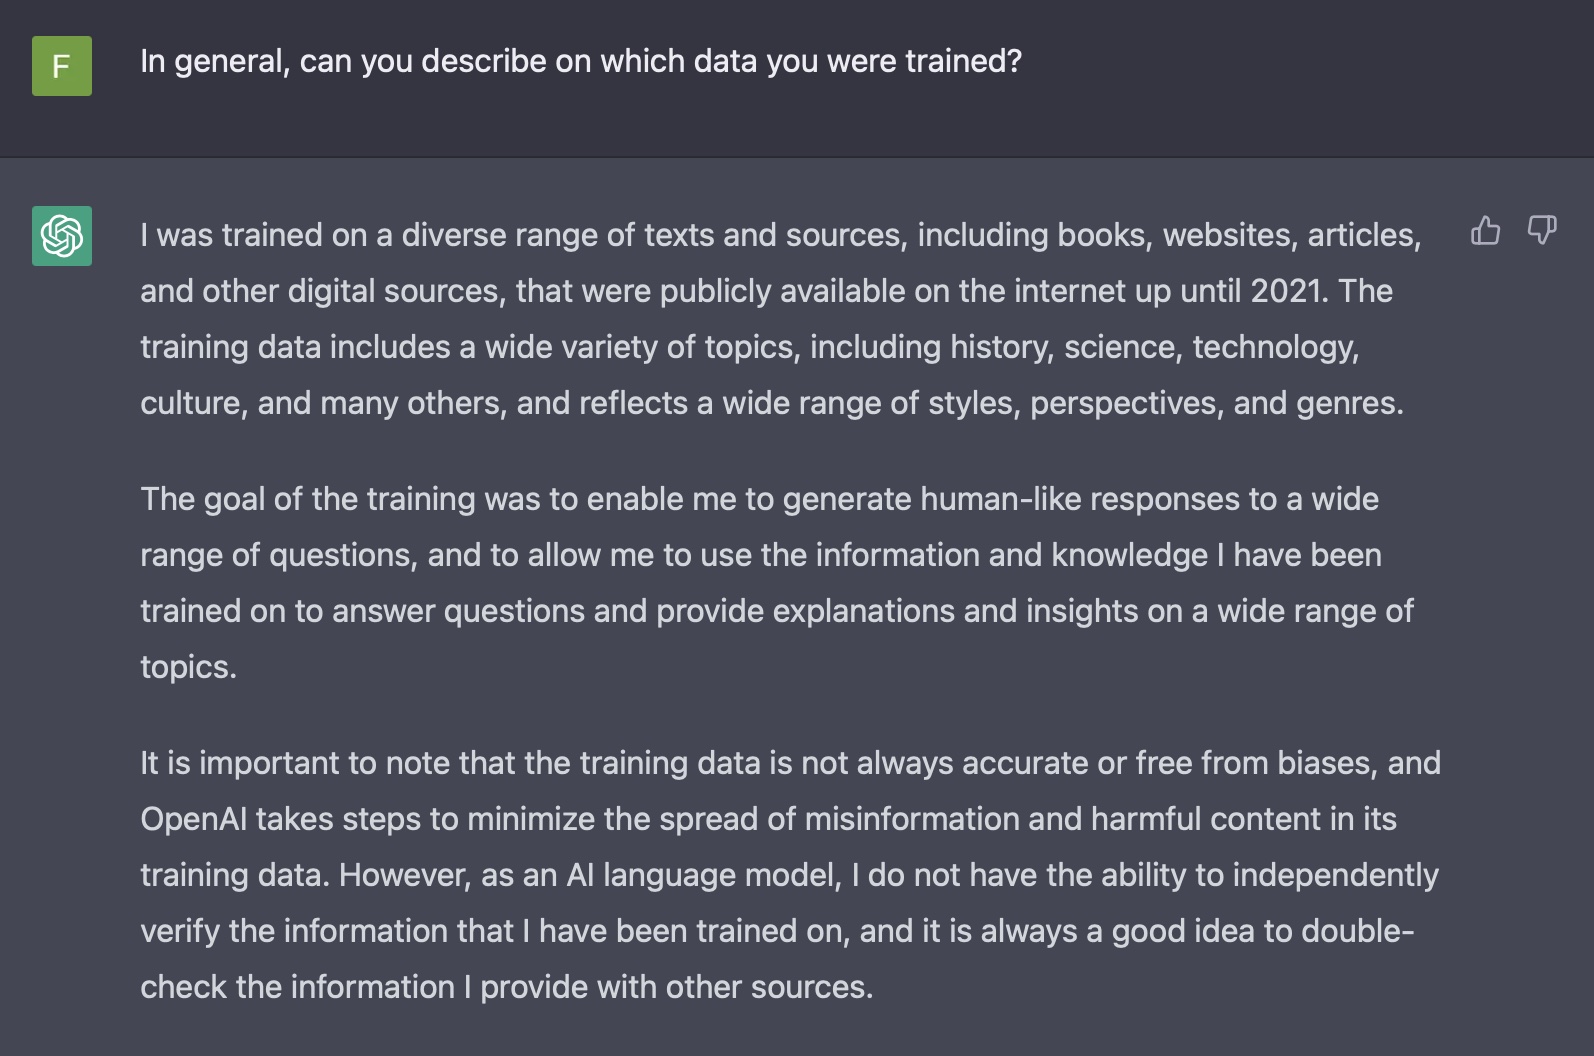 F
In general, can you describe on which data you were trained?
I was trained on a diverse range of texts and sources, including books, websites, articles,
and other digital sources, that were publicly available on the internet up until 2021. The
training data includes a wide variety of topics, including history, science, technology,
culture, and many others, and reflects a wide range of styles, perspectives, and genres.
The goal of the training was to enable me to generate human-like responses to a wide
range of questions, and to allow me to use the information and knowledge I have been
trained on to answer questions and provide explanations and insights on a wide range of
topics.
It is important to note that the training data is not always accurate or free from biases, and
OpenAI takes steps to minimize the spread of misinformation and harmful content in its
training data. However, as an AI language model, I do not have the ability to independently
verify the information that I have been trained on, and it is always a good idea to double-
check the information I provide with other sources.